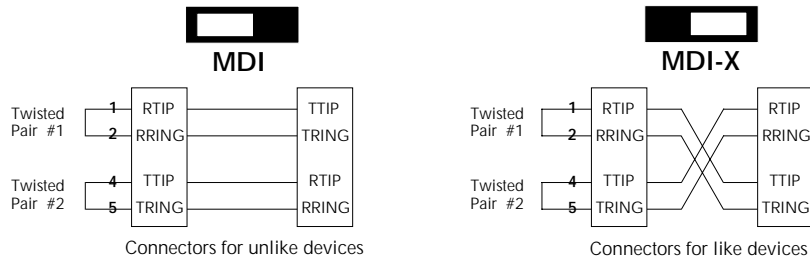 MDI
Twisted Pair #1
1 RTIP TTIP
2 RRING TRING
Twisted Pair #2
4 TTIP RTIP
5 TRING RRING
Connectors for unlike devices
MDI-X
Twisted Pair #1
1 RTIP RTIP
2 RRING RRING
Twisted Pair #2
4 TTIP TTIP
5 TRING TRING
Connectors for like devices